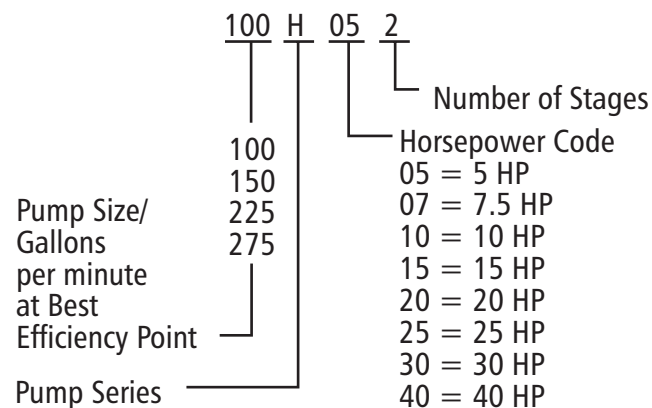 100 H 05 2
Number of Stages
Horsepower Code
05 = 5 HP
07 = 7.5 HP
10 = 10 HP
15 = 15 HP
20 = 20 HP
25 = 25 HP
30 = 30 HP
40 = 40 HP
100
150
225
275
Pump Size/
Gallons
per minute
at Best
Efficiency Point
Pump Series